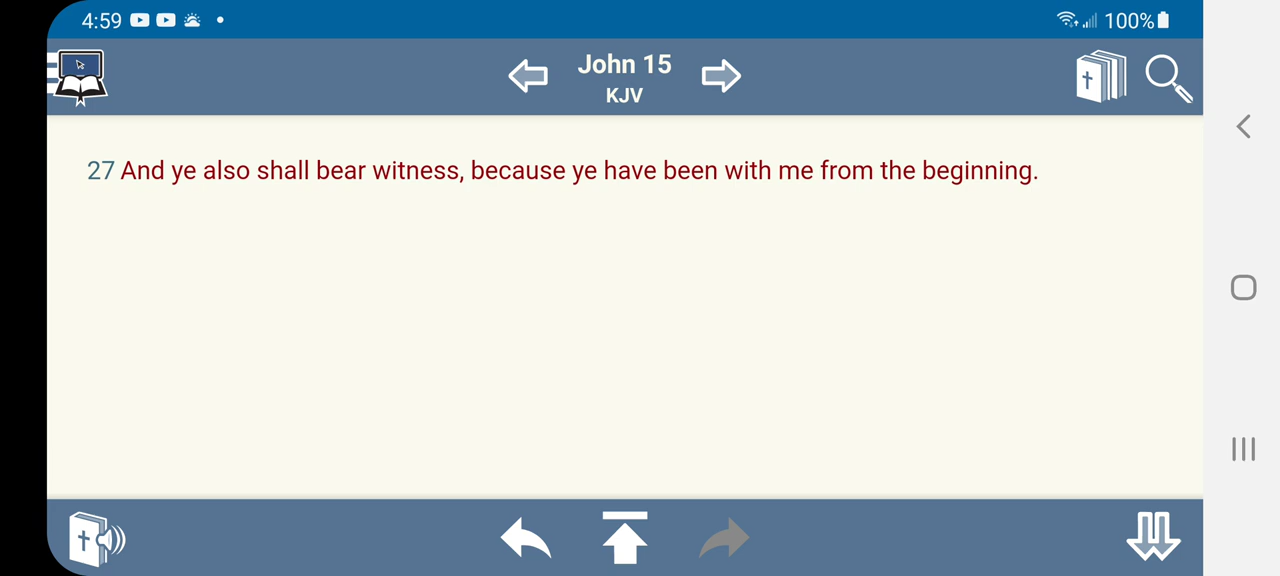 4:59 100%
John 15
KJV
27 And ye also shall bear witness, because ye have been with me from the beginning.